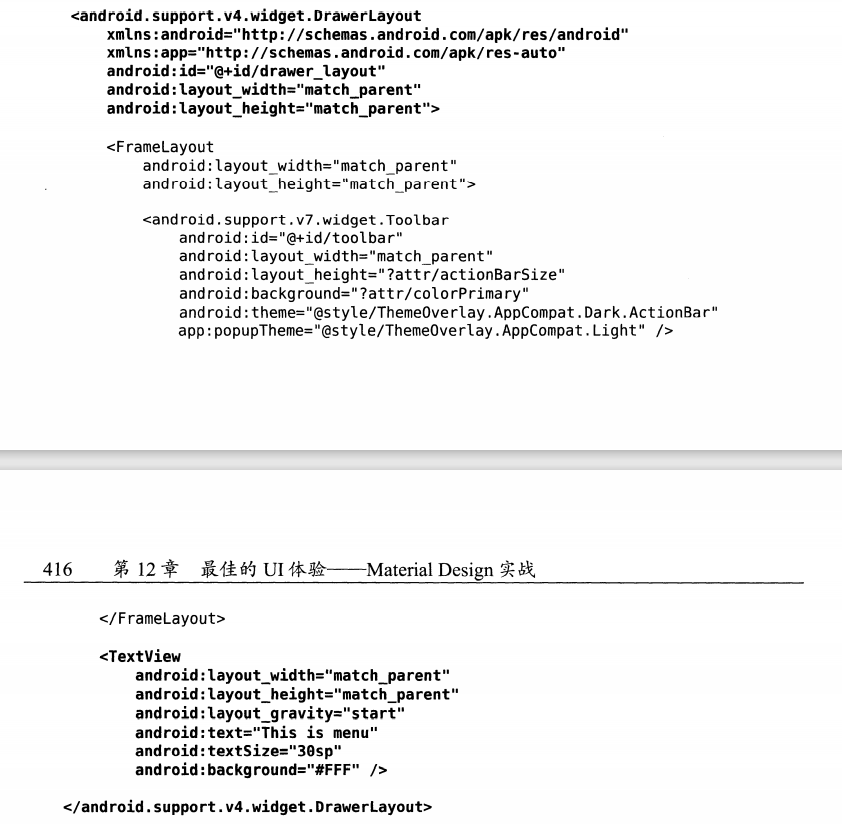 <android.support.v4.widget.DrawerLayout
xmlns:android="http://schemas.android.com/apk/res/android"
xmlns:app="http://schemas.android.com/apk/res-auto"
android:id="@+id/drawer_layout"
android:layout_width="match_parent"
android:layout_height="match_parent">
<FrameLayout
android:layout_width="match_parent"
android:layout_height="match_parent">
<android.support.v7.widget.Toolbar
android:id="@+id/toolbar"
android:layout_width="match_parent"
android:layout_height="?attr/actionBarSize"
android:background="?attr/colorPrimary"
android:theme="@style/ThemeOverlay.AppCompat.Dark.ActionBar"
app:popupTheme="@style/ThemeOverlay.AppCompat.Light" />
416 第 12 章 最佳的 UI 体验——Material Design 实战
</FrameLayout>
<TextView
android:layout_width="match_parent"
android:layout_height="match_parent"
android:layout_gravity="start"
android:text="This is menu"
android:textSize="30sp"
android:background="#FFF" />
</android.support.v4.widget.DrawerLayout>